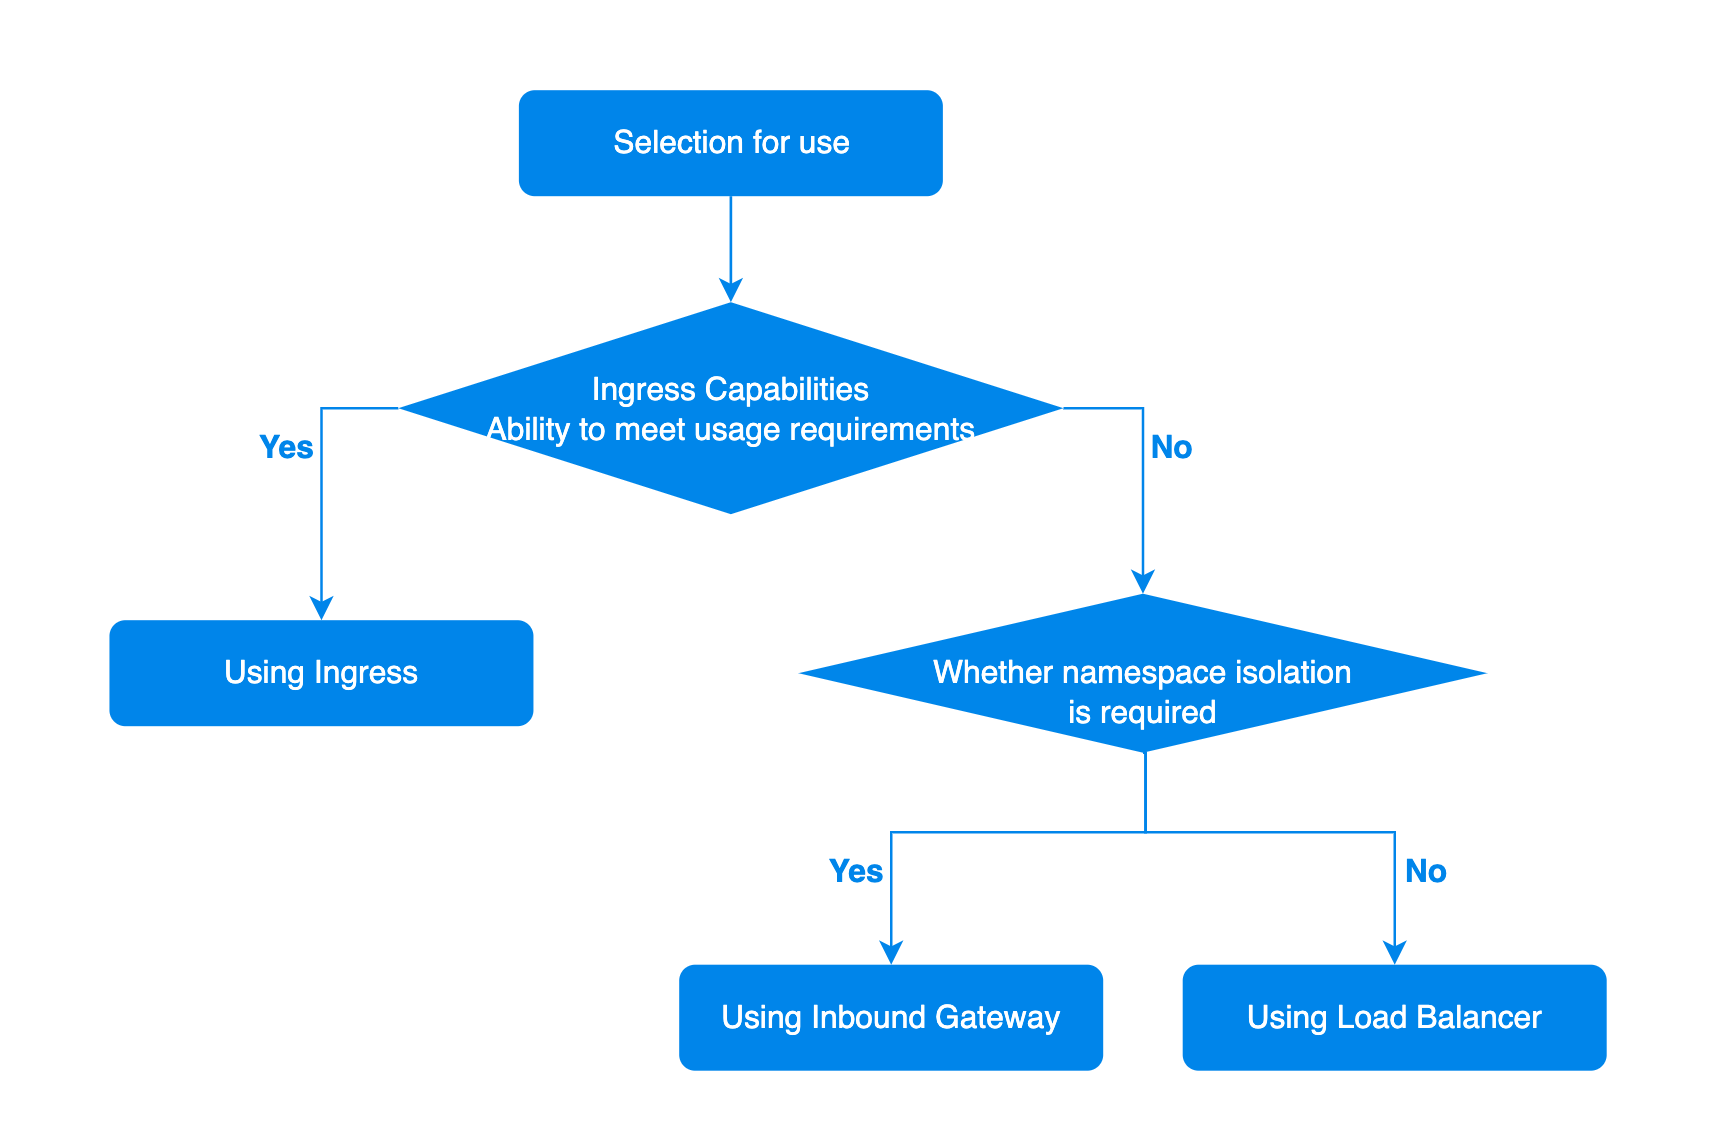 Selection for use
Ingress Capabilities
Ability to meet usage requirements
Yes
No
Using Ingress
Whether namespace isolation
is required
Yes
No
Using Inbound Gateway
Using Load Balancer